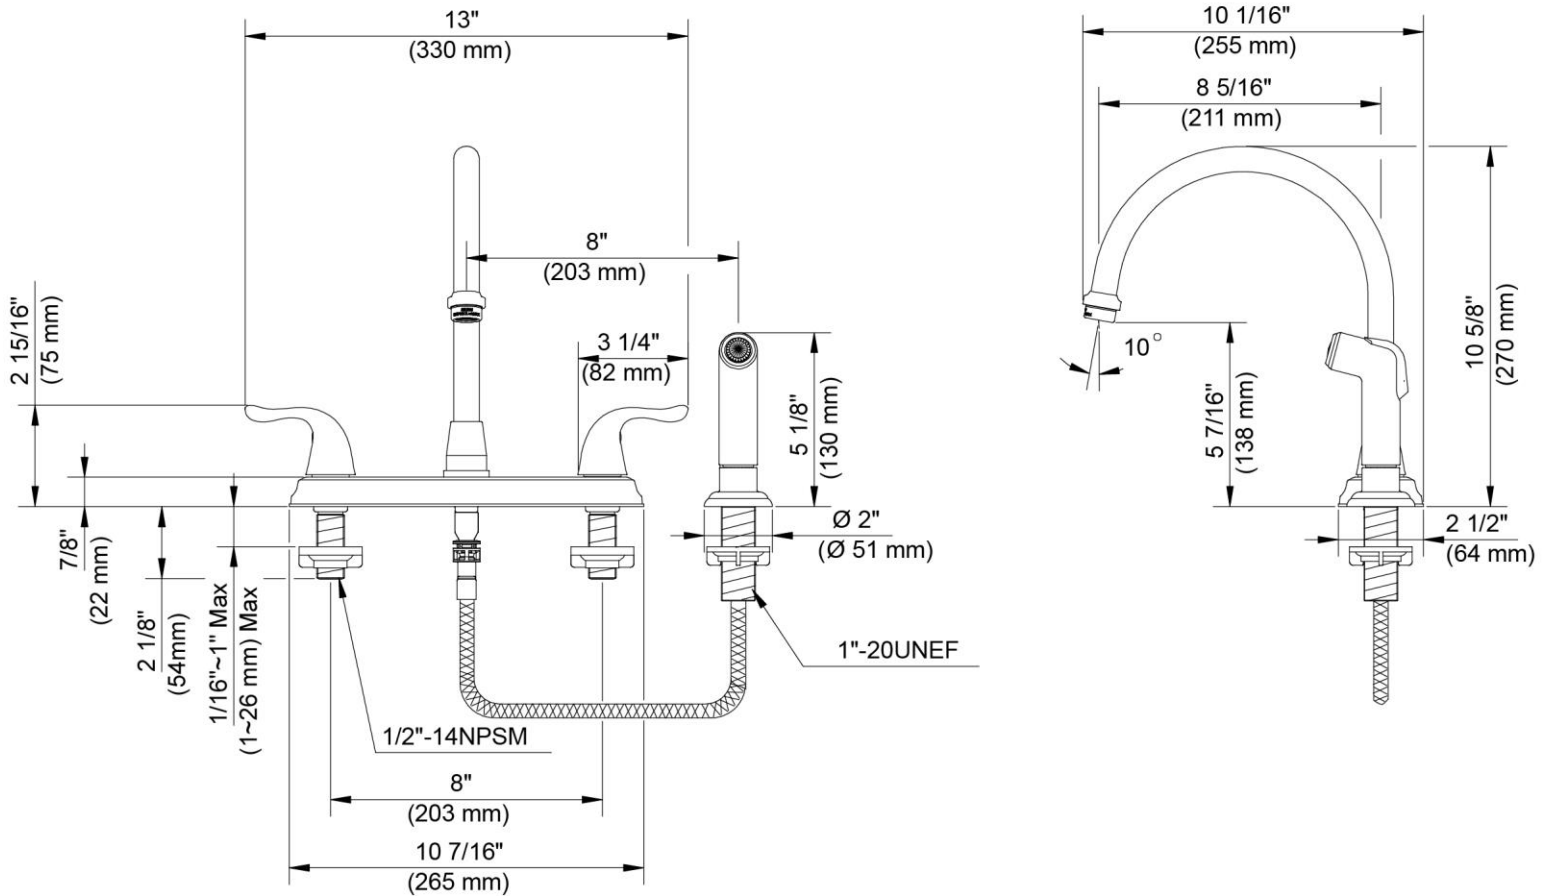 13"
(330 mm)
10 1/16"
(255 mm)
8 5/16"
(211 mm)
8"
(203 mm)
2 15/16"
(75 mm)
3 1/4"
(82 mm)
5 1/8"
(130 mm)
10°
5 7/16"
(138 mm)
10 5/8"
(270 mm)
7/8"
(22 mm)
2 1/8"
(54mm)
1/16"~1" Max
(1~26 mm) Max
Ø 2"
(Ø 51 mm)
2 1/2"
(64 mm)
1"-20UNEF
1/2"-14NPSM
8"
(203 mm)
10 7/16"
(265 mm)